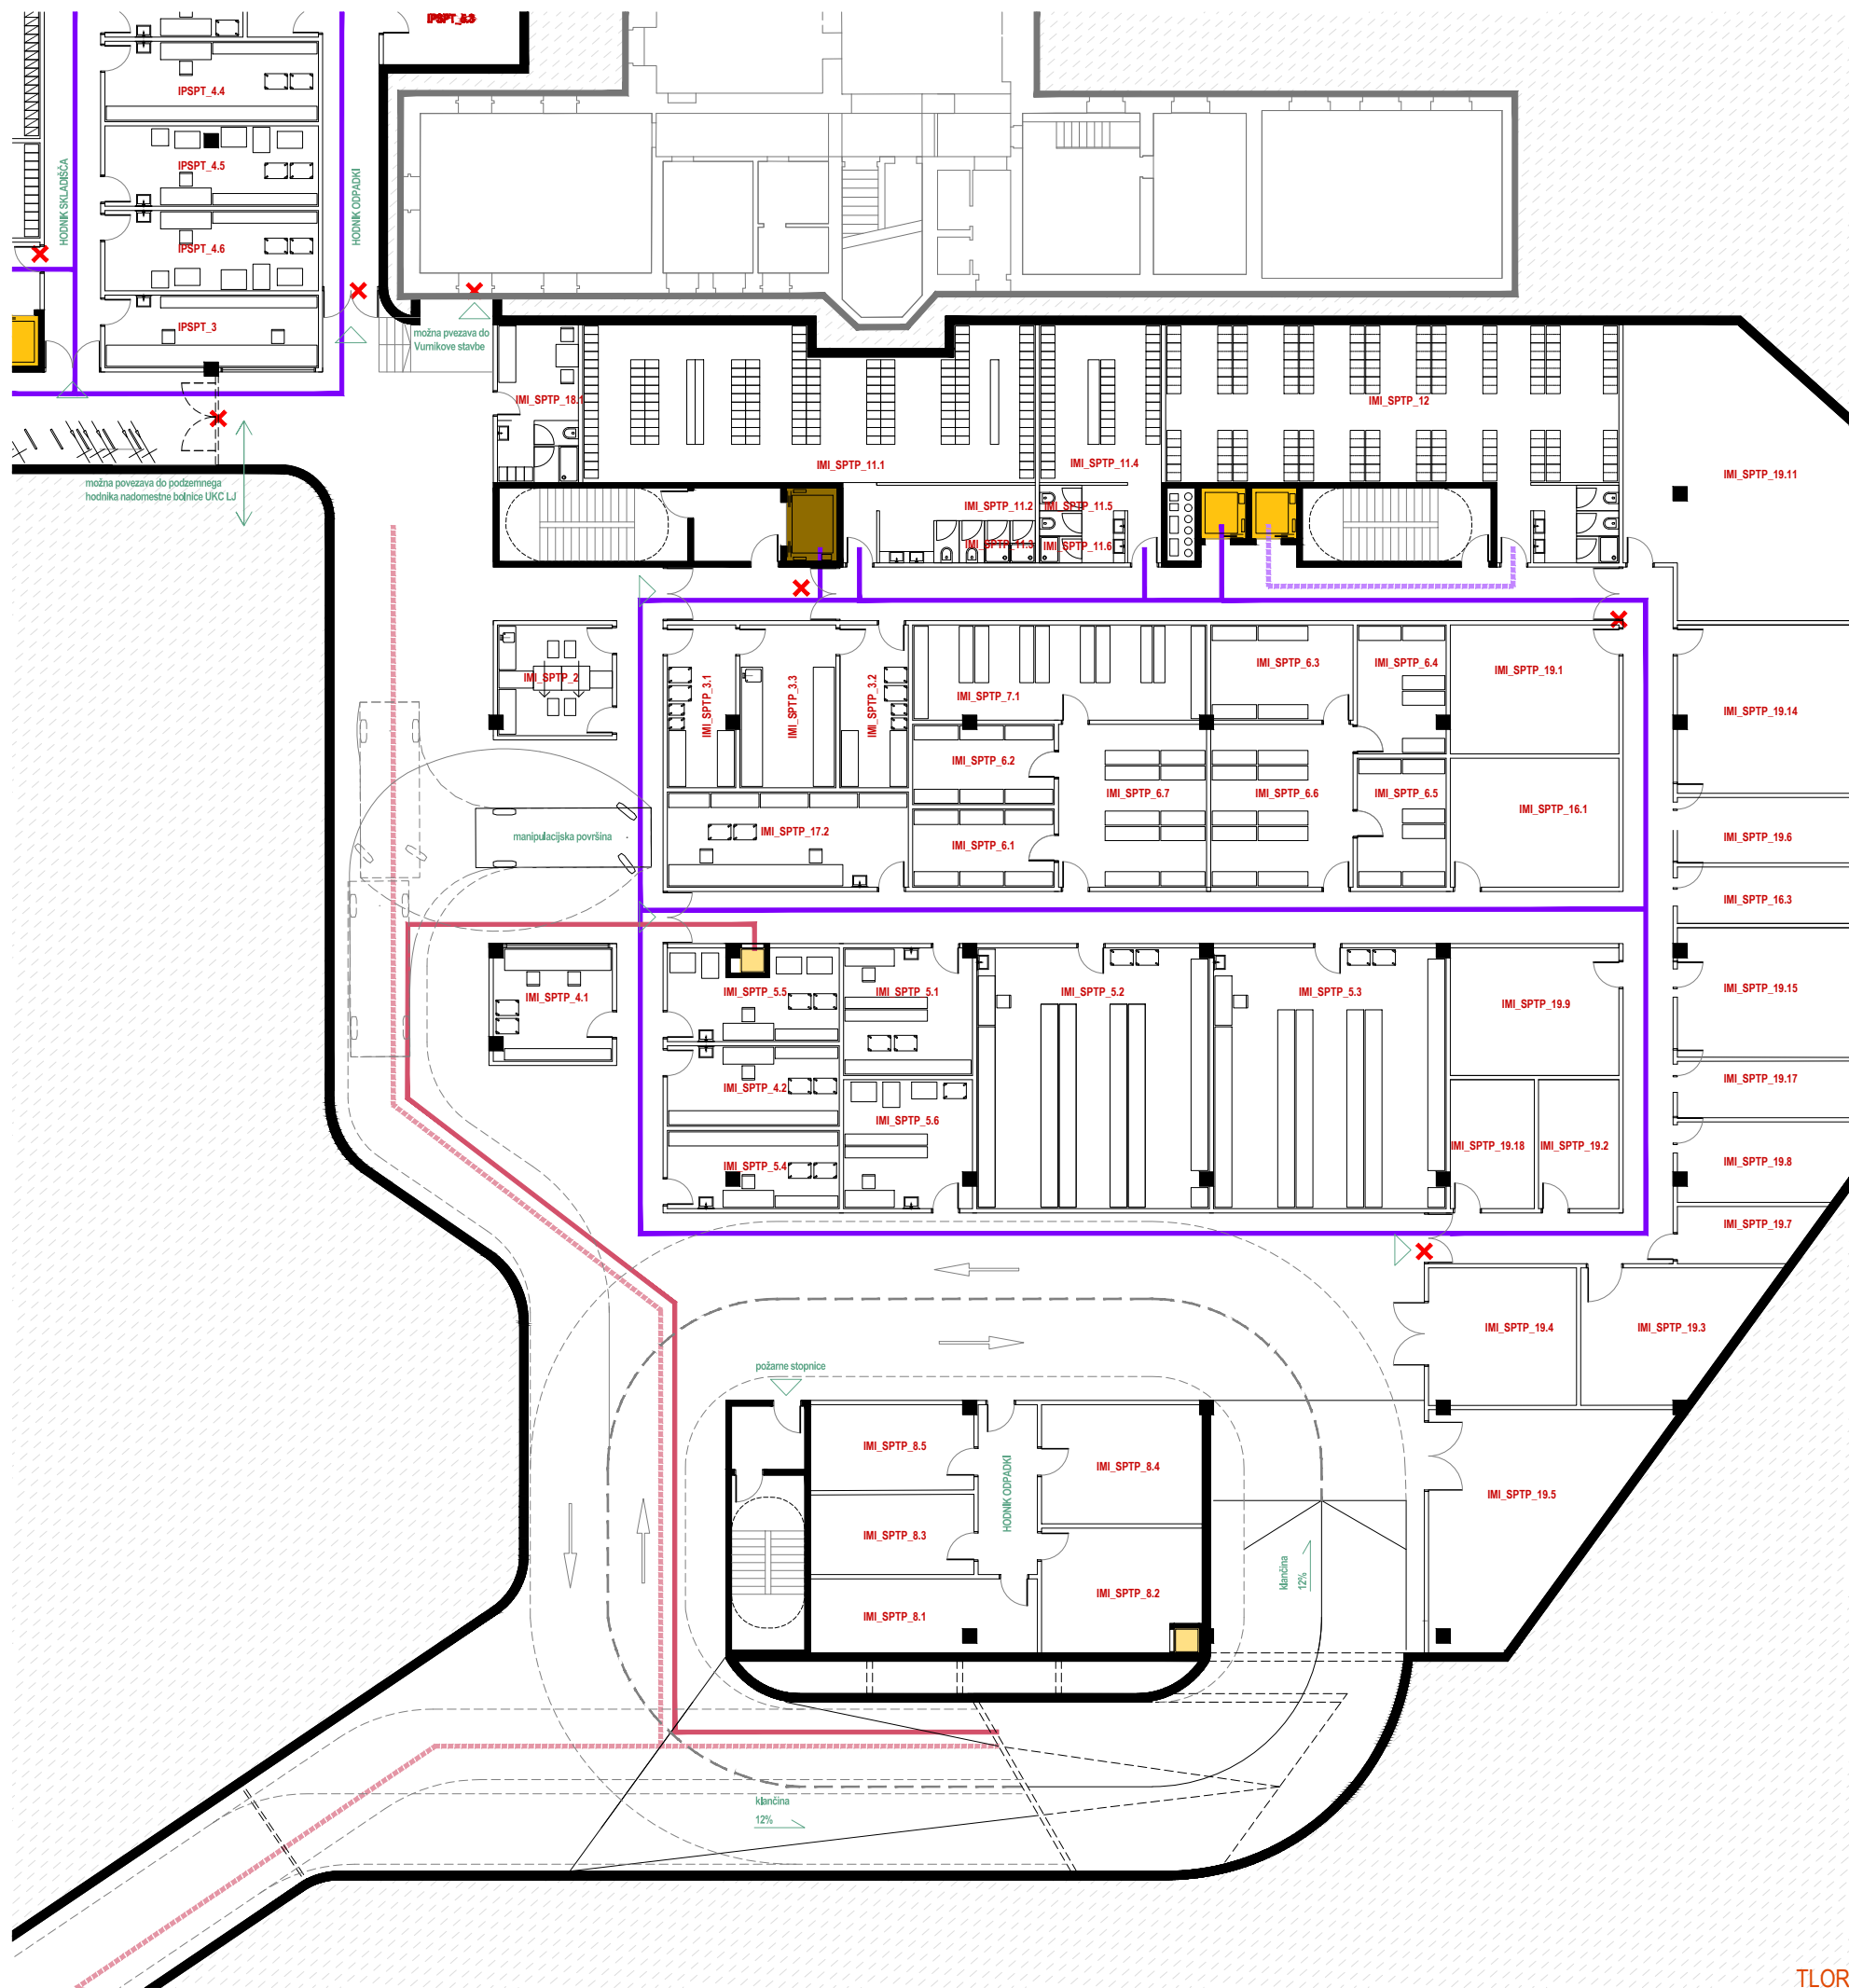 IPSPT_4.4
IPSPT_4.5
IPSPT_4.6
IPSPT_3
HODNIK SKLADIŠČA
HODNIK ODPADKI
možna pvezava do
Vurnikove stavbe
možna povezava do podzemnega
hodnika nadomestne bolnice UKC LJ
IMI_SPTP_18.1
IMI_SPTP_11.1
IMI_SPTP_11.4
IMI_SPTP_12
IMI_SPTP_19.11
IMI_SPTP_11.2
IMI_SPTP_11.5
IMI_SPTP_11.3
IMI_SPTP_11.6
IMI_SPTP_2
IMI_SPTP_3.1
IMI_SPTP_3.3
IMI_SPTP_3.2
IMI_SPTP_7.1
IMI_SPTP_6.3
IMI_SPTP_6.4
IMI_SPTP_19.1
IMI_SPTP_19.14
IMI_SPTP_6.2
IMI_SPTP_6.7
IMI_SPTP_6.6
IMI_SPTP_6.5
IMI_SPTP_16.1
IMI_SPTP_17.2
IMI_SPTP_6.1
IMI_SPTP_19.6
manipulacijska površina
IMI_SPTP_16.3
IMI_SPTP_4.1
IMI_SPTP_5.5
IMI_SPTP_5.1
IMI_SPTP_5.2
IMI_SPTP_5.3
IMI_SPTP_19.9
IMI_SPTP_19.15
IMI_SPTP_4.2
IMI_SPTP_5.6
IMI_SPTP_19.17
IMI_SPTP_5.4
IMI_SPTP_19.18
IMI_SPTP_19.2
IMI_SPTP_19.8
IMI_SPTP_19.7
IMI_SPTP_19.4
IMI_SPTP_19.3
požarne stopnice
IMI_SPTP_8.5
HODNIK ODPADKI
IMI_SPTP_8.4
IMI_SPTP_19.5
IMI_SPTP_8.3
IMI_SPTP_8.1
IMI_SPTP_8.2
klančina
12%
klančina
12%
TLOR